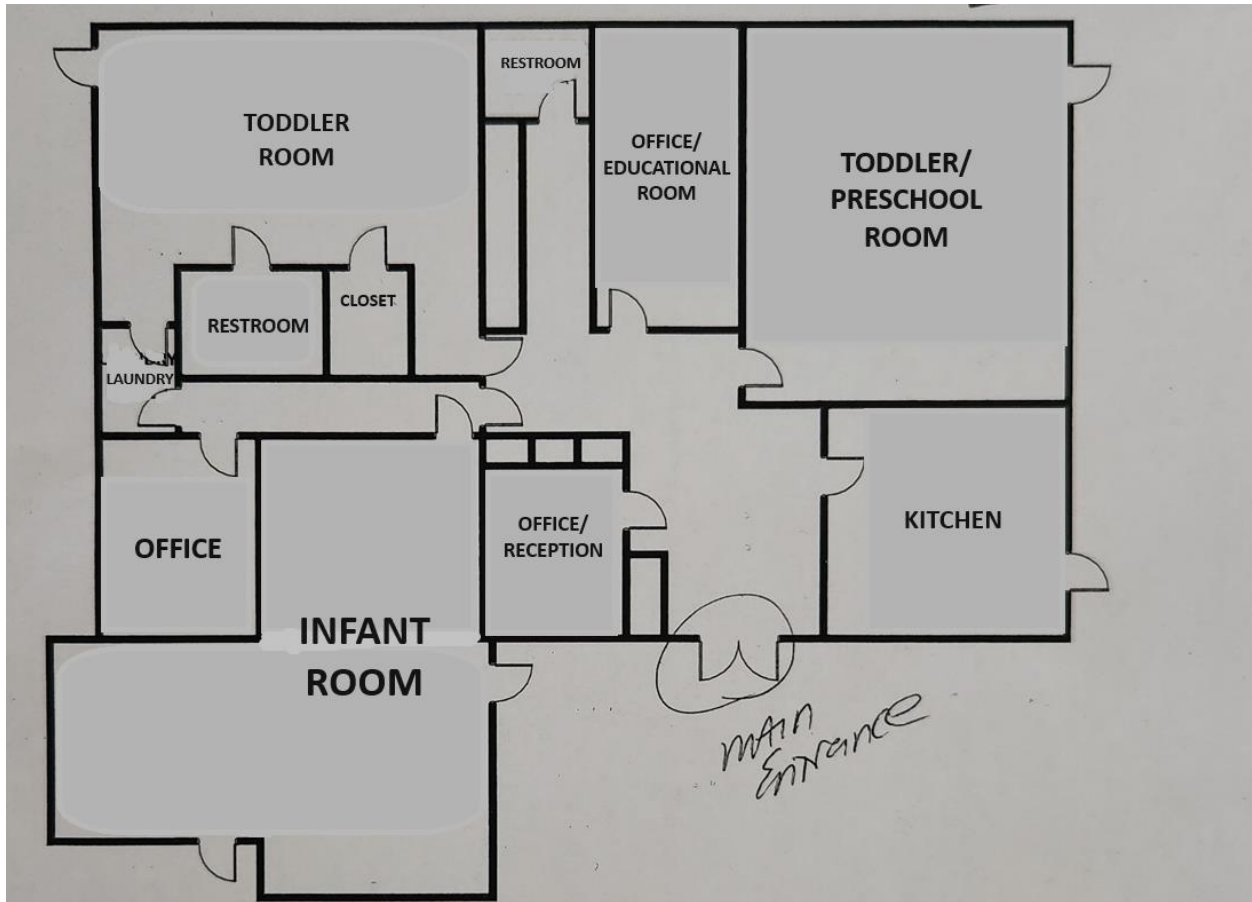 RESTROOM
TODDLER
ROOM
OFFICE/
EDUCATIONAL
ROOM
TODDLER/
PRESCHOOL
ROOM
RESTROOM
CLOSET
LAUNDRY
OFFICE
OFFICE/
RECEPTION
KITCHEN
INFANT
ROOM
MAIN
Entrance